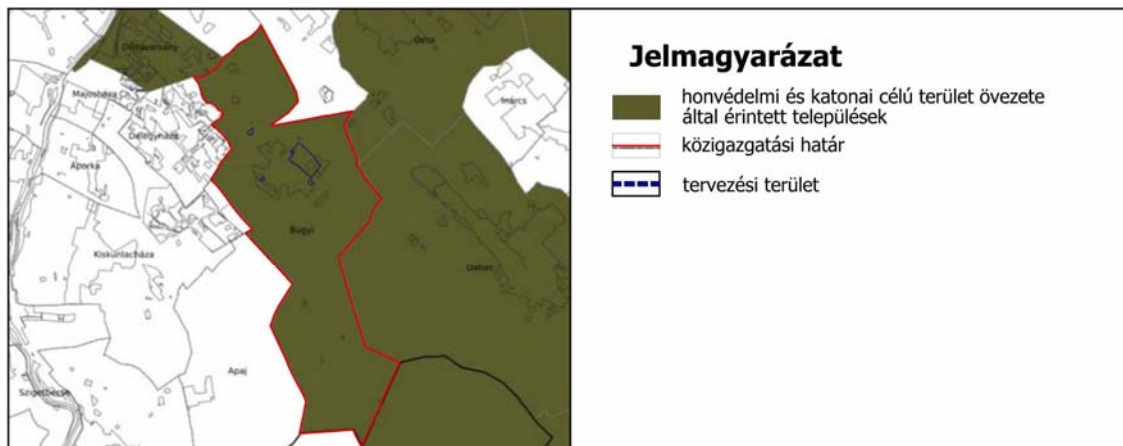 Jelmagyarázat
honvédelmi és katonai célú terület övezete
által érintett települések
közigazgatási határ
tervezési terület
Dunavarsány
Ócsa
Majosháza
Inárcs
Délegyháza
Áporka
Bugyi
Kiskunlacháza
Dabas
Apaj
Szigetbecse